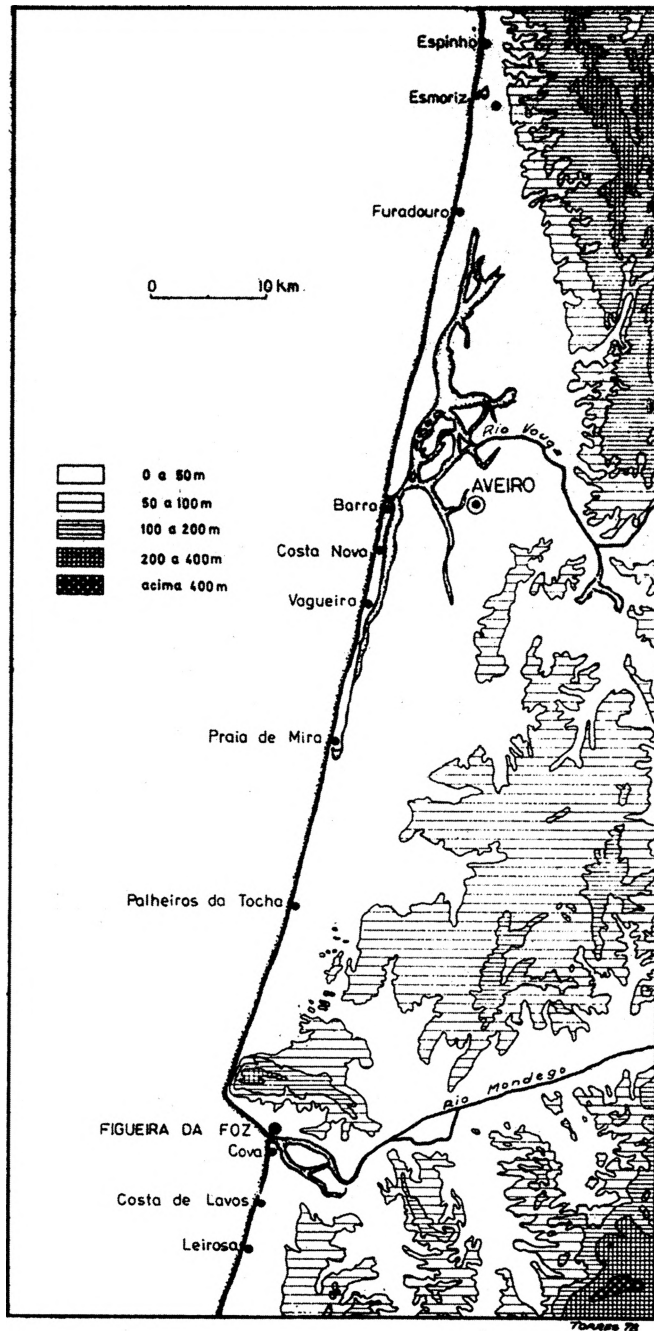 Espinho
Esmoriz
Furadouro
0 10 Km
Rio Vouga
0 a 50m
50 a 100m
100 a 200m
200 a 400m
acima 400m
AVEIRO
Barra
Costa Nova
Vagueira
Praia de Mira
Palheiros da Tocha
Rio Mondego
FIGUEIRA DA FOZ
Cova
Costa de Lavos
Leirosa
TORRES 78